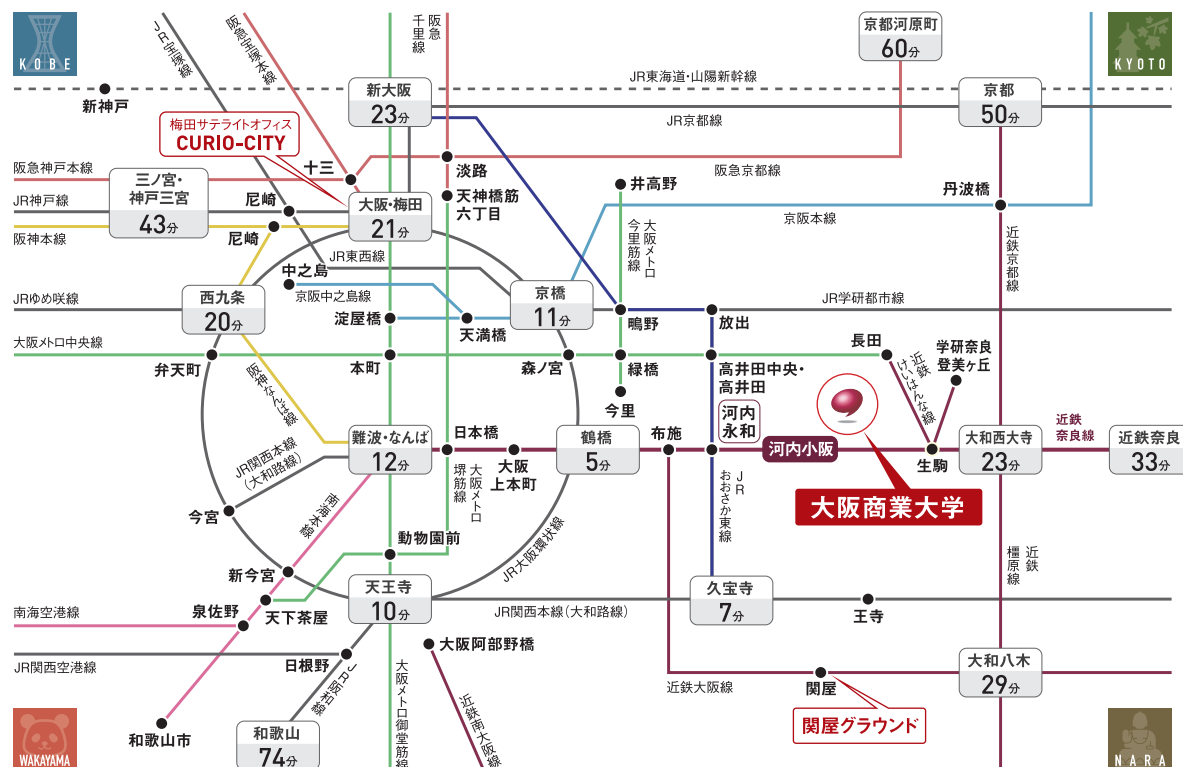 KOBE
JR宝塚線
阪急宝塚本線
阪急
千里線
京都河原町
60分
KYOTO
新神戸
新大阪
23分
JR東海道・山陽新幹線
JR京都線
京都
50分
梅田サテライトオフィス
CURIO-CITY
阪急神戸本線
十三
淡路
阪急京都線
三ノ宮・
神戸三宮
43分
JR神戸線
尼崎
大阪・梅田
21分
天神橋筋
六丁目
井高野
丹波橋
阪神本線
尼崎
JR東西線
大阪メトロ
今里筋線
京阪本線
近鉄京都線
中之島
京阪中之島線
JRゆめ咲線
西九条
20分
淀屋橋
天満橋
京橋
11分
鴫野
放出
JR学研都市線
大阪メトロ中央線
弁天町
本町
森ノ宮
緑橋
高井田中央・
高井田
長田
近鉄
けいはんな線
学研奈良
登美ヶ丘
阪神なんば線
今里
河内
永和
JR関西本線
(大和路線)
難波・なんば
12分
日本橋
大阪
上本町
鶴橋
5分
布施
河内小阪
生駒
大和西大寺
23分
近鉄
奈良線
近鉄奈良
33分
大阪メトロ
堺筋線
JR
おおさか東線
大阪商業大学
今宮
南海本線
動物園前
JR大阪環状線
近鉄
橿原線
新今宮
天王寺
10分
久宝寺
7分
南海空港線
泉佐野
天下茶屋
JR関西本線(大和路線)
王寺
JR関西空港線
日根野
JR阪和線
大阪阿部野橋
大和八木
29分
近鉄大阪線
関屋
関屋グラウンド
大阪メトロ御堂筋線
近鉄南大阪線
和歌山市
和歌山
74分
WAKAYAMA
NARA